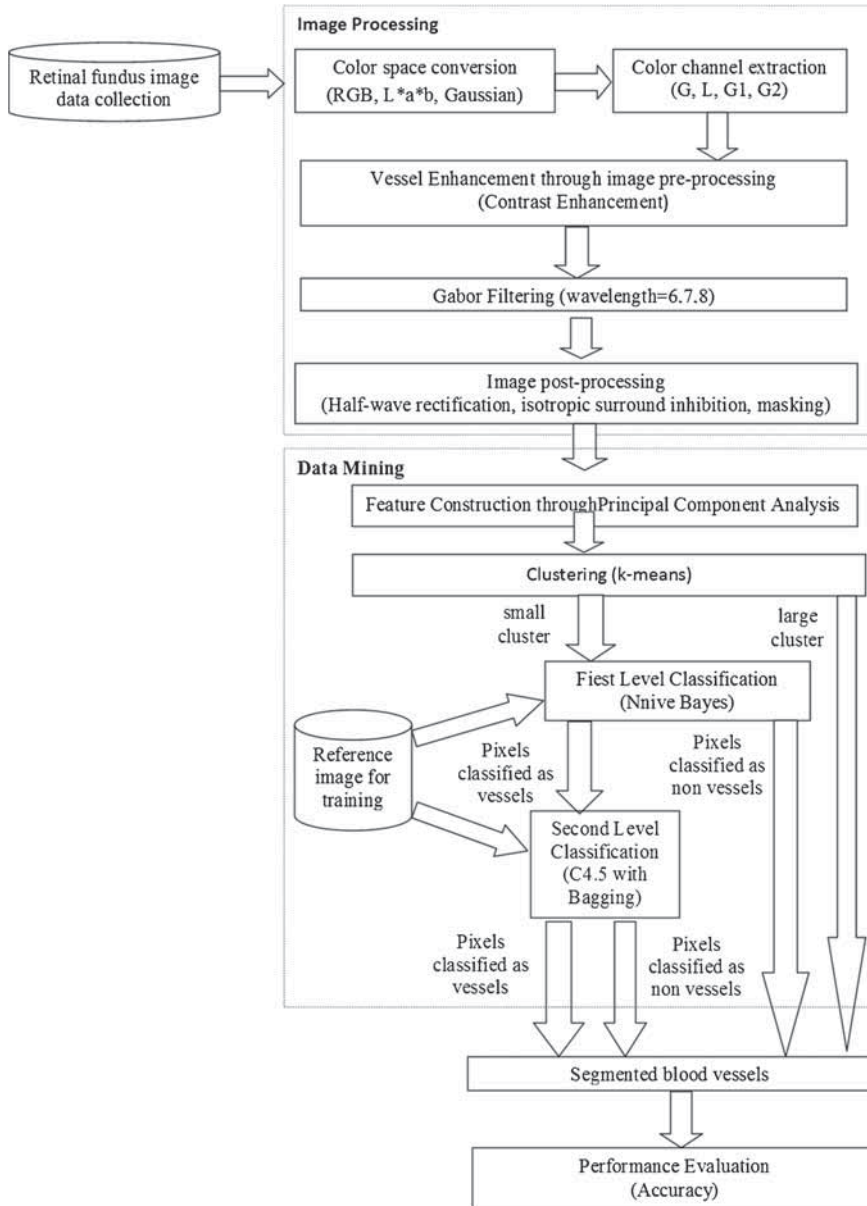 Image Processing
Retinal fundus image
data collection
Color space conversion
(RGB, L*a*b, Gaussian)
Color channel extraction
(G, L, G1, G2)
Vessel Enhancement through image pre-processing
(Contrast Enhancement)
Gabor Filtering (wavelength=6.7.8)
Image post-processing
(Half-wave rectification, isotropic surround inhibition, masking)
Data Mining
Feature Construction throughPrincipal Component Analysis
Clustering (k-means)
small
cluster
large
cluster
Fiest Level Classification
(Nnive Bayes)
Reference
image for
training
Pixels
classified as
vessels
Pixels
classified as
non vessels
Second Level
Classification
(C4.5 with
Bagging)
Pixels
classified as
vessels
Pixels
classified as
non vessels
Segmented blood vessels
Performance Evaluation
(Accuracy)